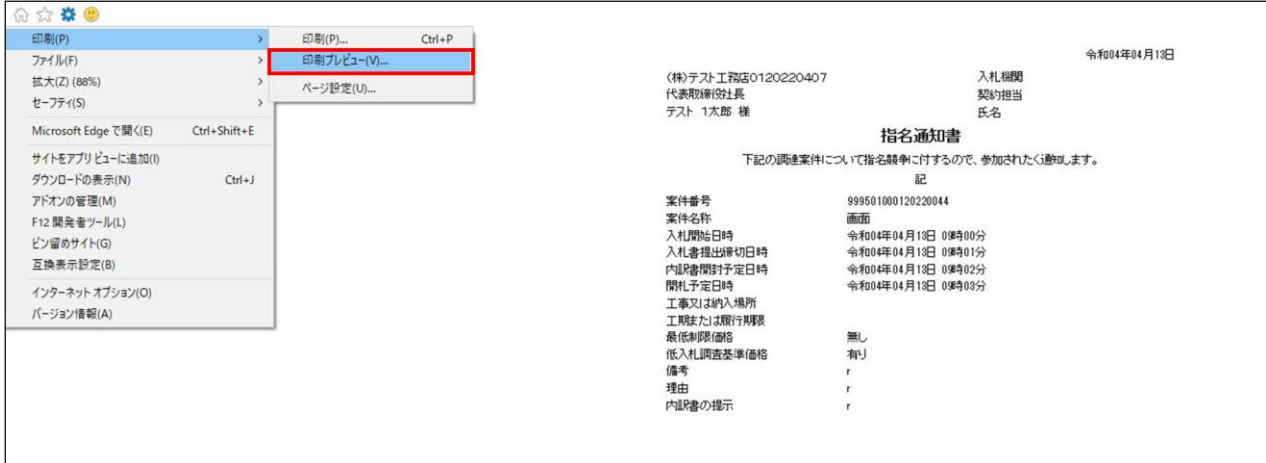 印刷(P) >
ファイル(F) >
拡大(Z) (88%) >
セーフティ(S) >
Microsoft Edge で開く(E) Ctrl+Shift+E
サイトをアプリ ビューに追加(I)
ダウンロードの表示(N) Ctrl+J
アドオンの管理(M)
F12 開発者ツール(L)
ピン留めサイト(G)
互換表示設定(B)
インターネット オプション(O)
バージョン情報(A)
印刷(P)... Ctrl+P
印刷プレビュー(V)...
ページ設定(U)...
令和04年04月13日
(株)テスト工務店0120220407 入札機関
代表取締役社長 契約担当
テスト 1太郎 様 氏名
指名通知書
下記の調達案件について指名競争に付するので、参加されたく通知します。
記
案件番号 999501000120220044
案件名称 画面
入札開始日時 令和04年04月13日 09時00分
入札書提出締切日時 令和04年04月13日 09時01分
内訳書開封予定日時 令和04年04月13日 09時02分
開札予定日時 令和04年04月13日 09時03分
工事又は納入場所
工期または履行期限
最低制限価格 無し
低入札調査基準価格 有り
備考 r
理由 r
内訳書の提示 r